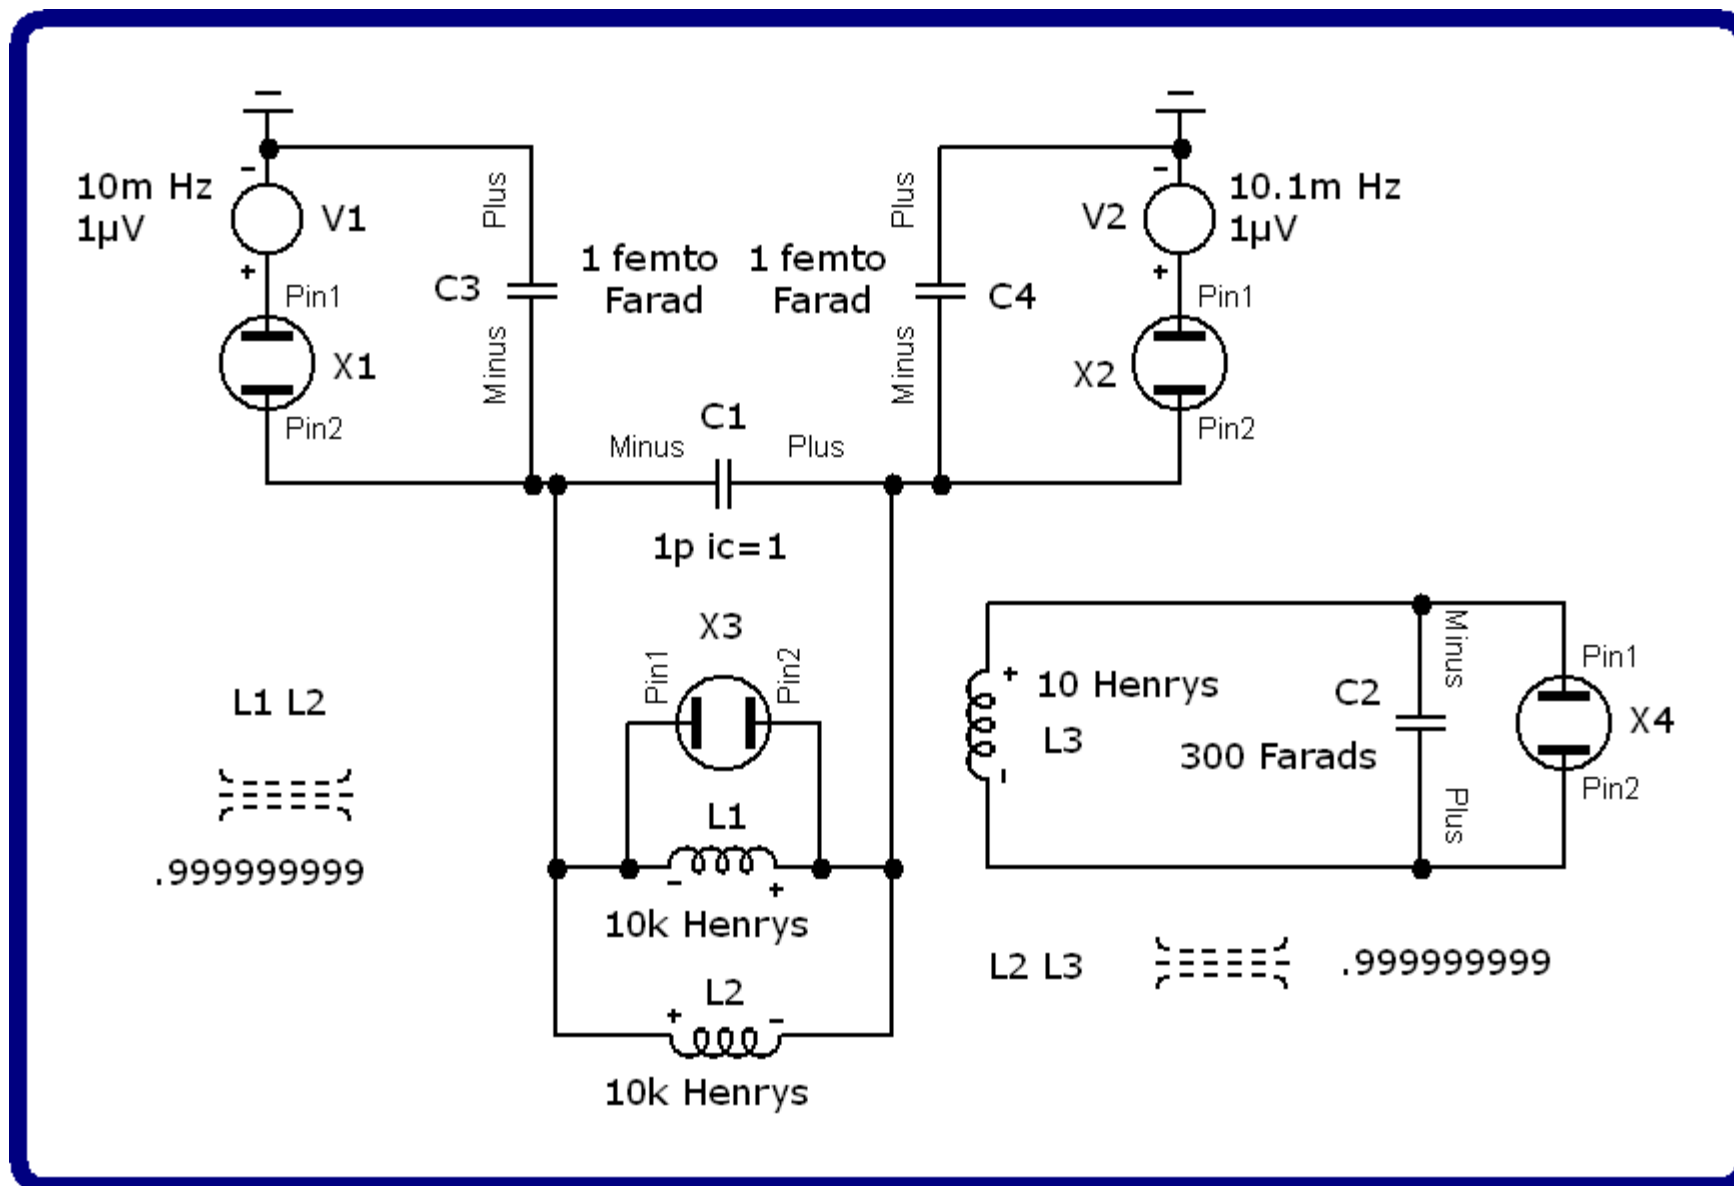 10m Hz
1µV
V1
-
+
Pin1
X1
Pin2
Plus
C3
Minus
1 femto
Farad
1 femto
Farad
Plus
C4
Minus
-
V2
10.1m Hz
1µV
+
Pin1
X2
Pin2
C1
Minus
Plus
1p ic=1
X3
Pin1
Pin2
L1
-
+
10k Henrys
L2
+
-
10k Henrys
L1 L2
.999999999
+
10 Henrys
L3
-
C2
300 Farads
Minus
Plus
Pin1
X4
Pin2
L2 L3
.999999999